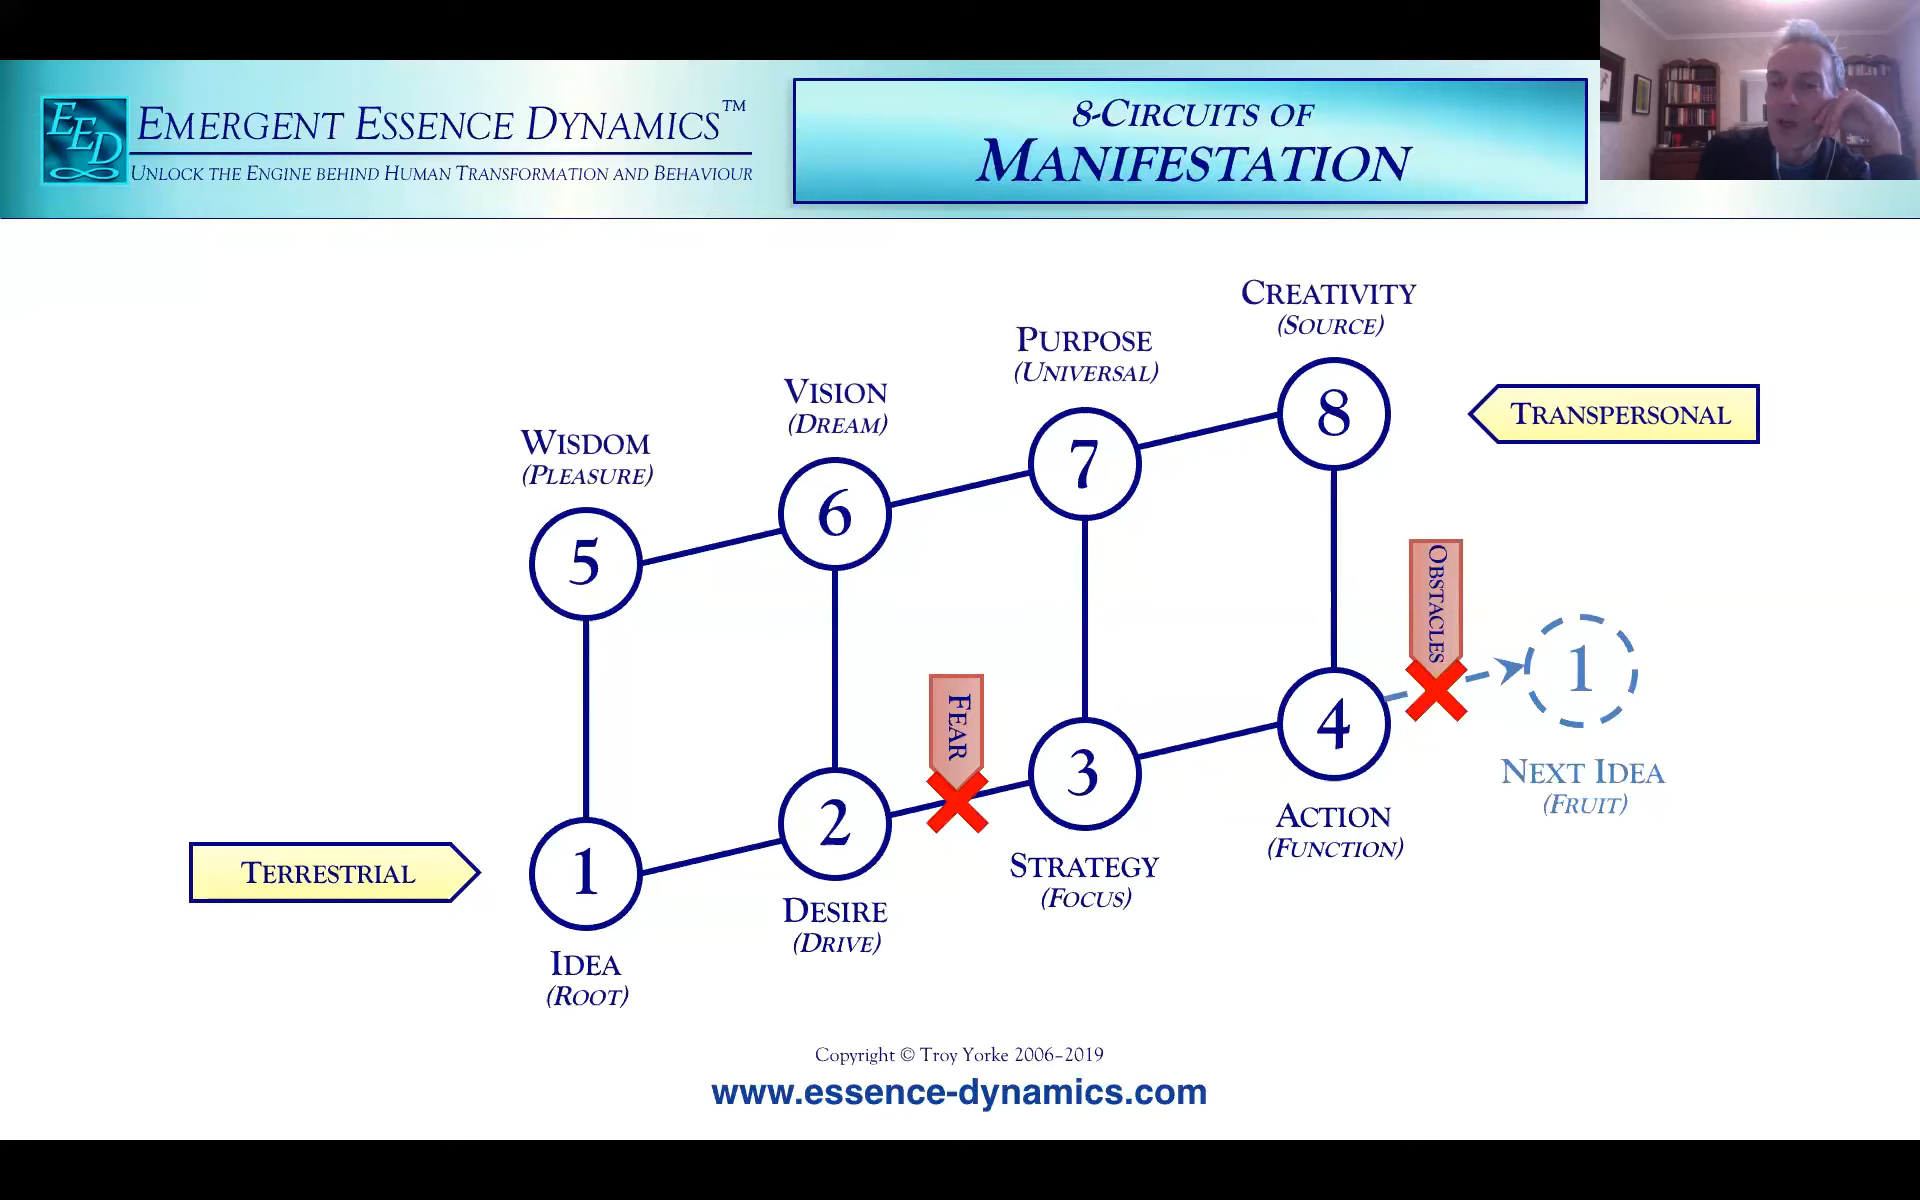 EED
EMERGENT ESSENCE DYNAMICS™
UNLOCK THE ENGINE BEHIND HUMAN TRANSFORMATION AND BEHAVIOUR
8-CIRCUITS OF
MANIFESTATION
CREATIVITY
(SOURCE)
PURPOSE
(UNIVERSAL)
VISION
(DREAM)
WISDOM
(PLEASURE)
8
TRANSPERSONAL
7
6
5
OBSTACLES
FEAR
1
NEXT IDEA
(FRUIT)
4
ACTION
(FUNCTION)
3
STRATEGY
(FOCUS)
2
DESIRE
(DRIVE)
TERRESTRIAL
1
IDEA
(ROOT)
Copyright © Troy Yorke 2006–2019
www.essence-dynamics.com